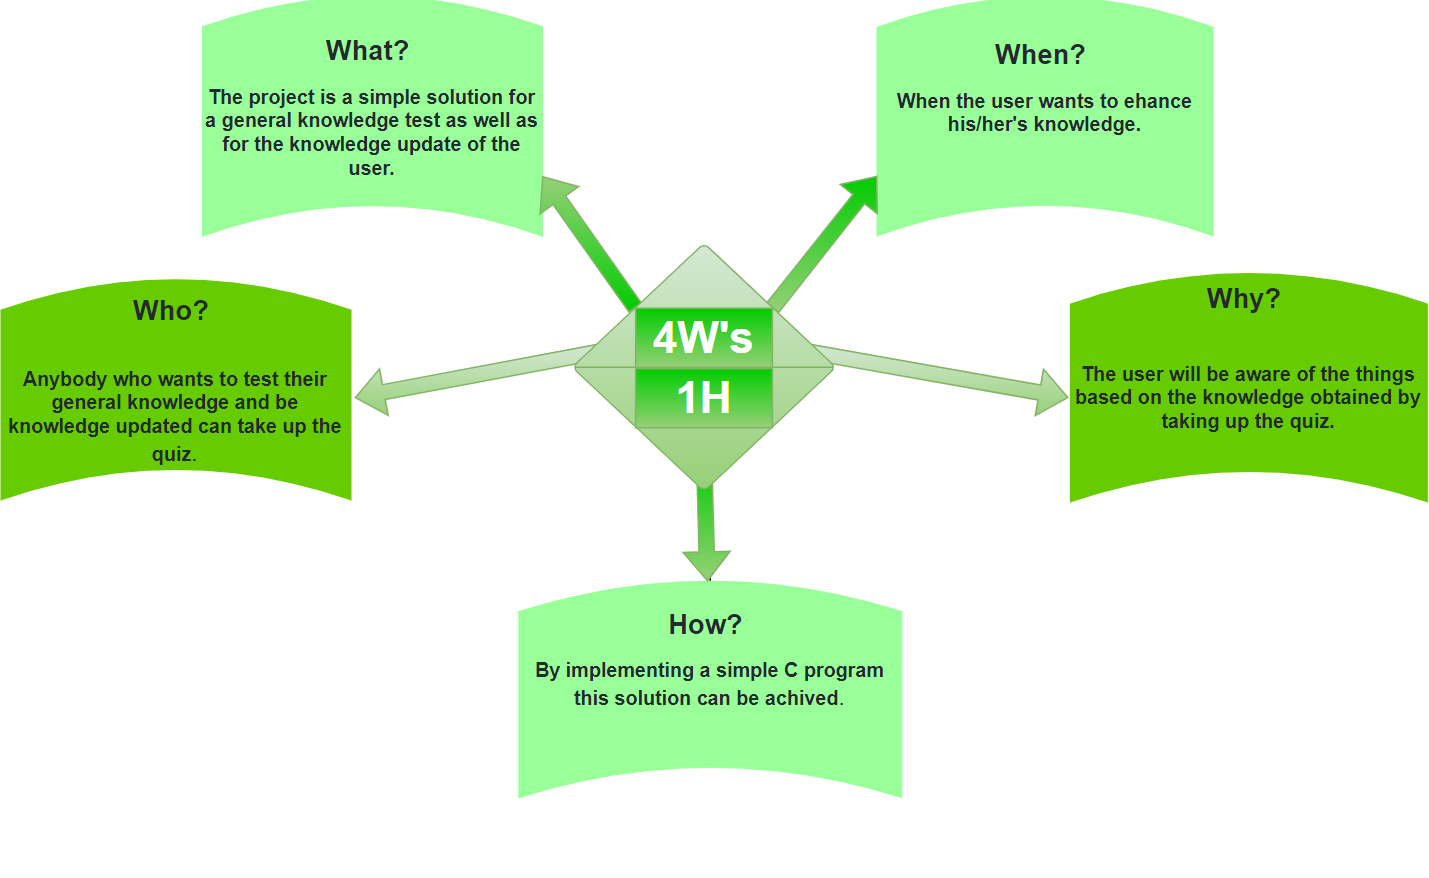 What?
The project is a simple solution for
a general knowledge test as well as
for the knowledge update of the
user.
When?
When the user wants to ehance
his/her's knowledge.
Who?
Anybody who wants to test their
general knowledge and be
knowledge updated can take up the
quiz.
4W's
1H
Why?
The user will be aware of the things
based on the knowledge obtained by
taking up the quiz.
How?
By implementing a simple C program
this solution can be achived.